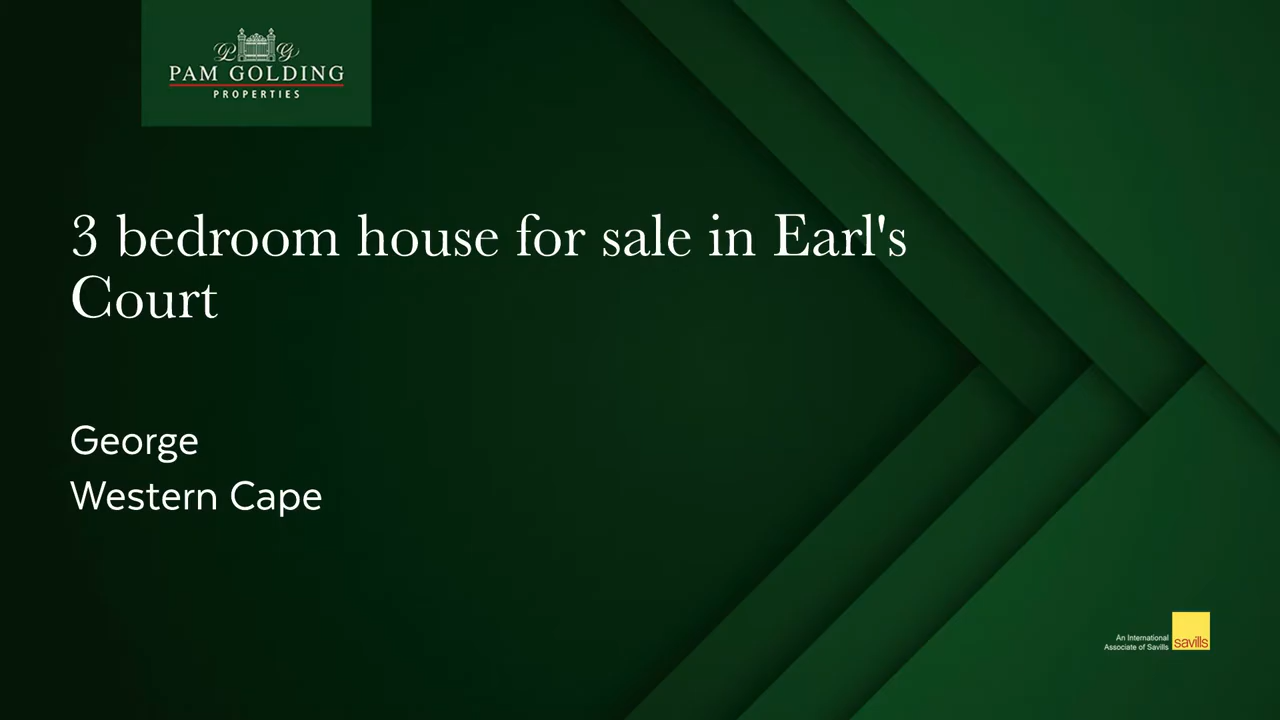 P G
PAM GOLDING
PROPERTIES
3 bedroom house for sale in Earl's
Court
George
Western Cape
An International
Associate of Savills
savills